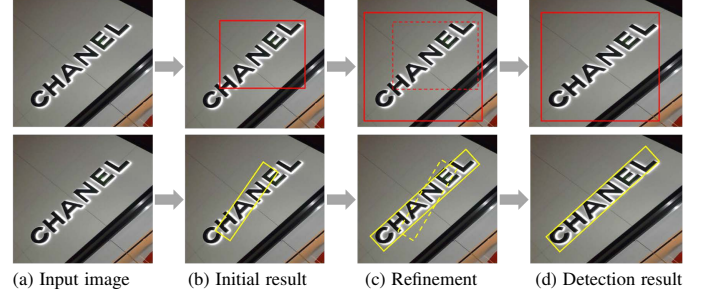 CHANEL CHANEL CHANEL CHANEL
CHANEL CHANEL CHANEL CHANEL
(a) Input image (b) Initial result (c) Refinement (d) Detection result